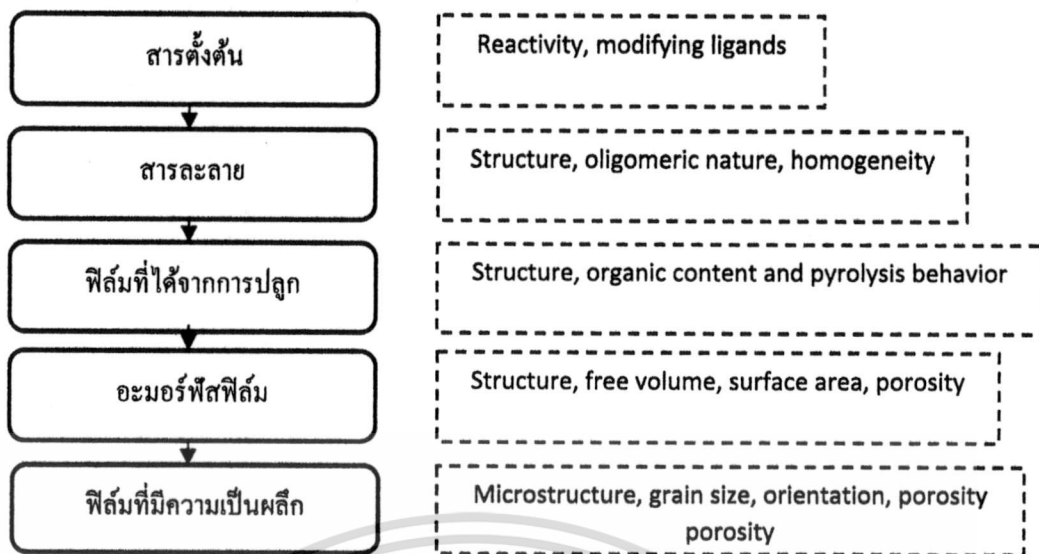 สารตั้งต้น
Reactivity, modifying ligands
สารละลาย
Structure, oligomeric nature, homogeneity
ฟิล์มที่ได้จากการปลูก
Structure, organic content and pyrolysis behavior
อะมอร์ฟัสฟิล์ม
Structure, free volume, surface area, porosity
ฟิล์มที่มีความเป็นผลึก
Microstructure, grain size, orientation, porosity
porosity